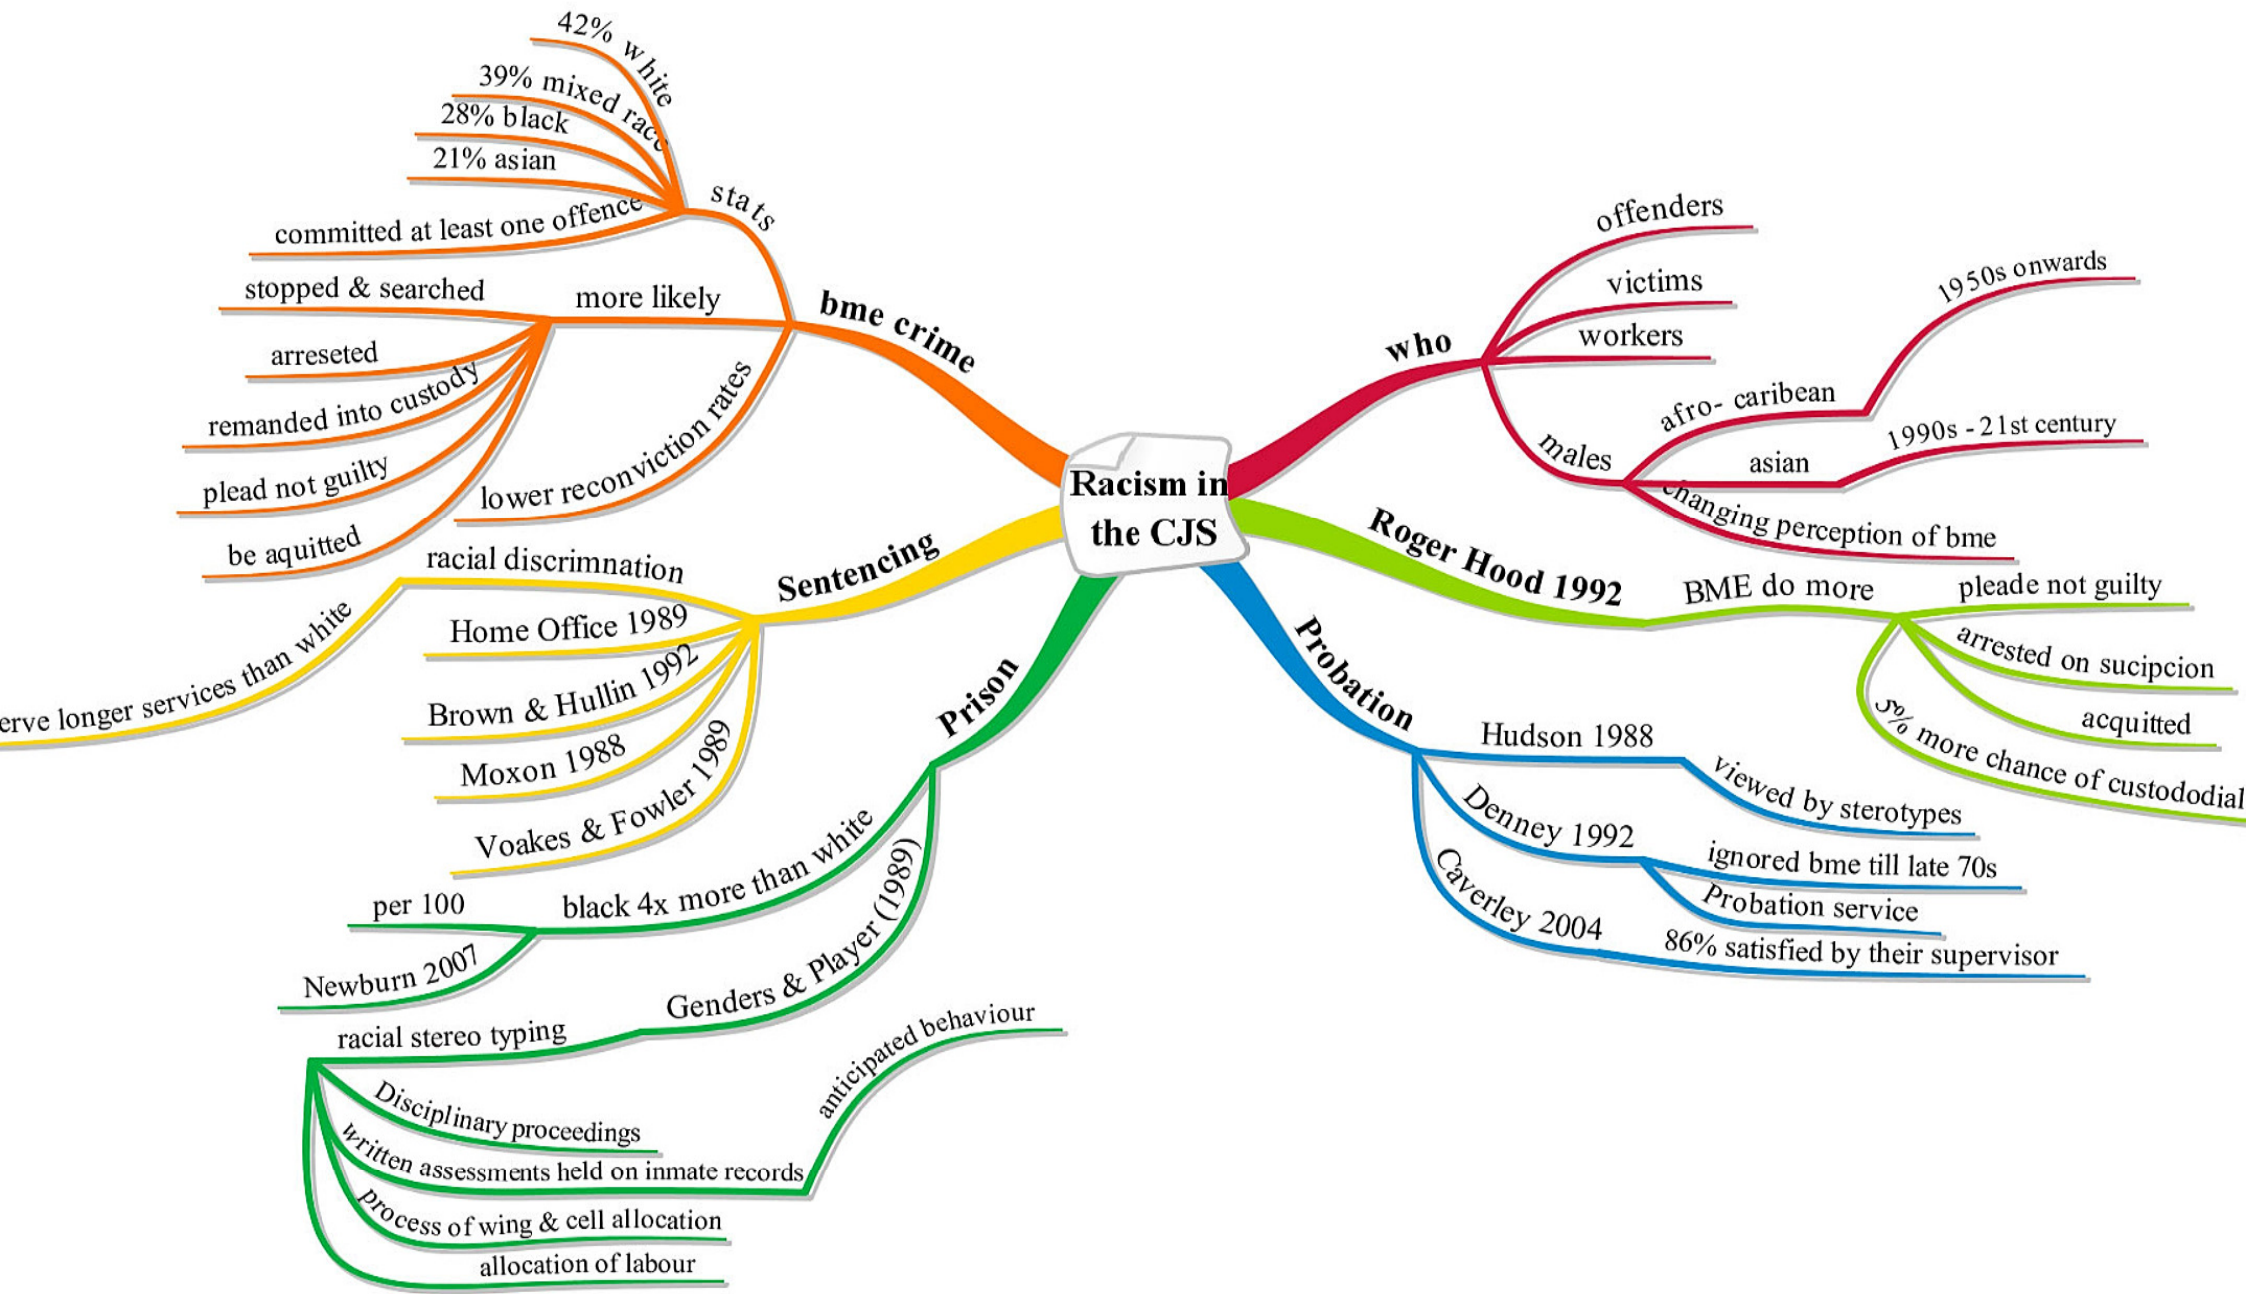 Racism in
the CJS
bme crime
stats
42% white
39% mixed race
28% black
21% asian
committed at least one offence
more likely
stopped & searched
arreseted
remanded into custody
plead not guilty
be aquitted
lower reconviction rates
Sentencing
racial discrimnation
erve longer services than white
Home Office 1989
Brown & Hullin 1992
Moxon 1988
Voakes & Fowler 1989
Prison
black 4x more than white
per 100
Newburn 2007
Genders & Player (1989)
racial stereo typing
Disciplinary proceedings
written assessments held on inmate records
anticipated behaviour
process of wing & cell allocation
allocation of labour
who
offenders
victims
workers
males
afro- caribean
1950s onwards
asian
1990s - 21st century
changing perception of bme
Roger Hood 1992
BME do more
pleade not guilty
arrested on sucipcion
acquitted
5% more chance of custododial
Probation
Hudson 1988
viewed by sterotypes
Denney 1992
ignored bme till late 70s
Probation service
Caverley 2004
86% satisfied by their supervisor